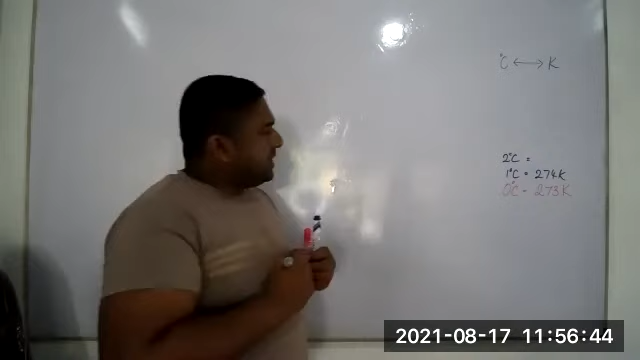 °C ↔ K
2°C =
1°C = 274K
0°C = 273K
2021-08-17 11:56:44